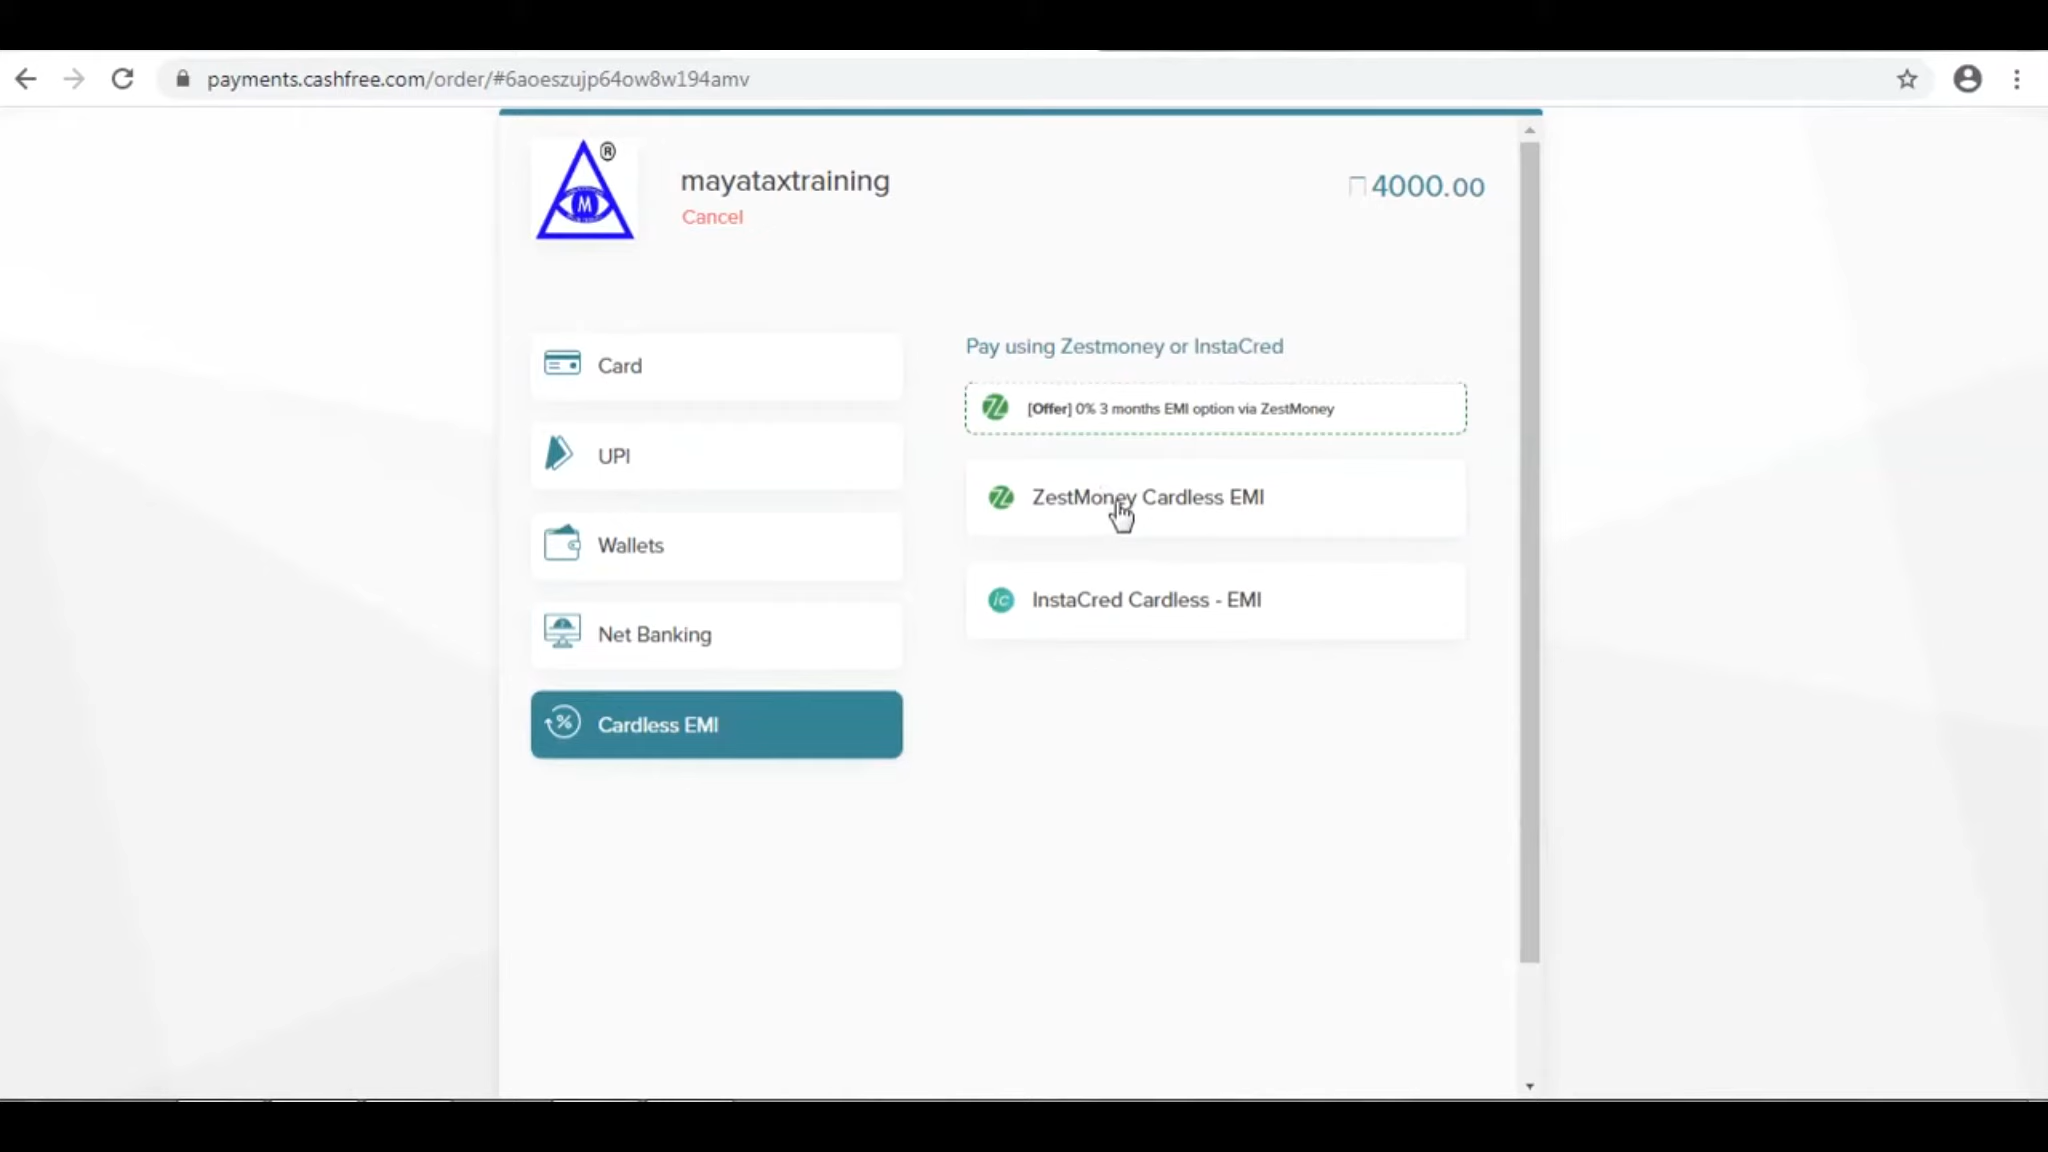 payments.cashfree.com/order/#6aoeszujp64ow8w194amv
®
M
mayataxtraining
4000.00
Cancel
Pay using Zestmoney or InstaCred
Card
[Offer] 0% 3 months EMI option via ZestMoney
UPI
ZestMoney Cardless EMI
Wallets
InstaCred Cardless - EMI
Net Banking
Cardless EMI